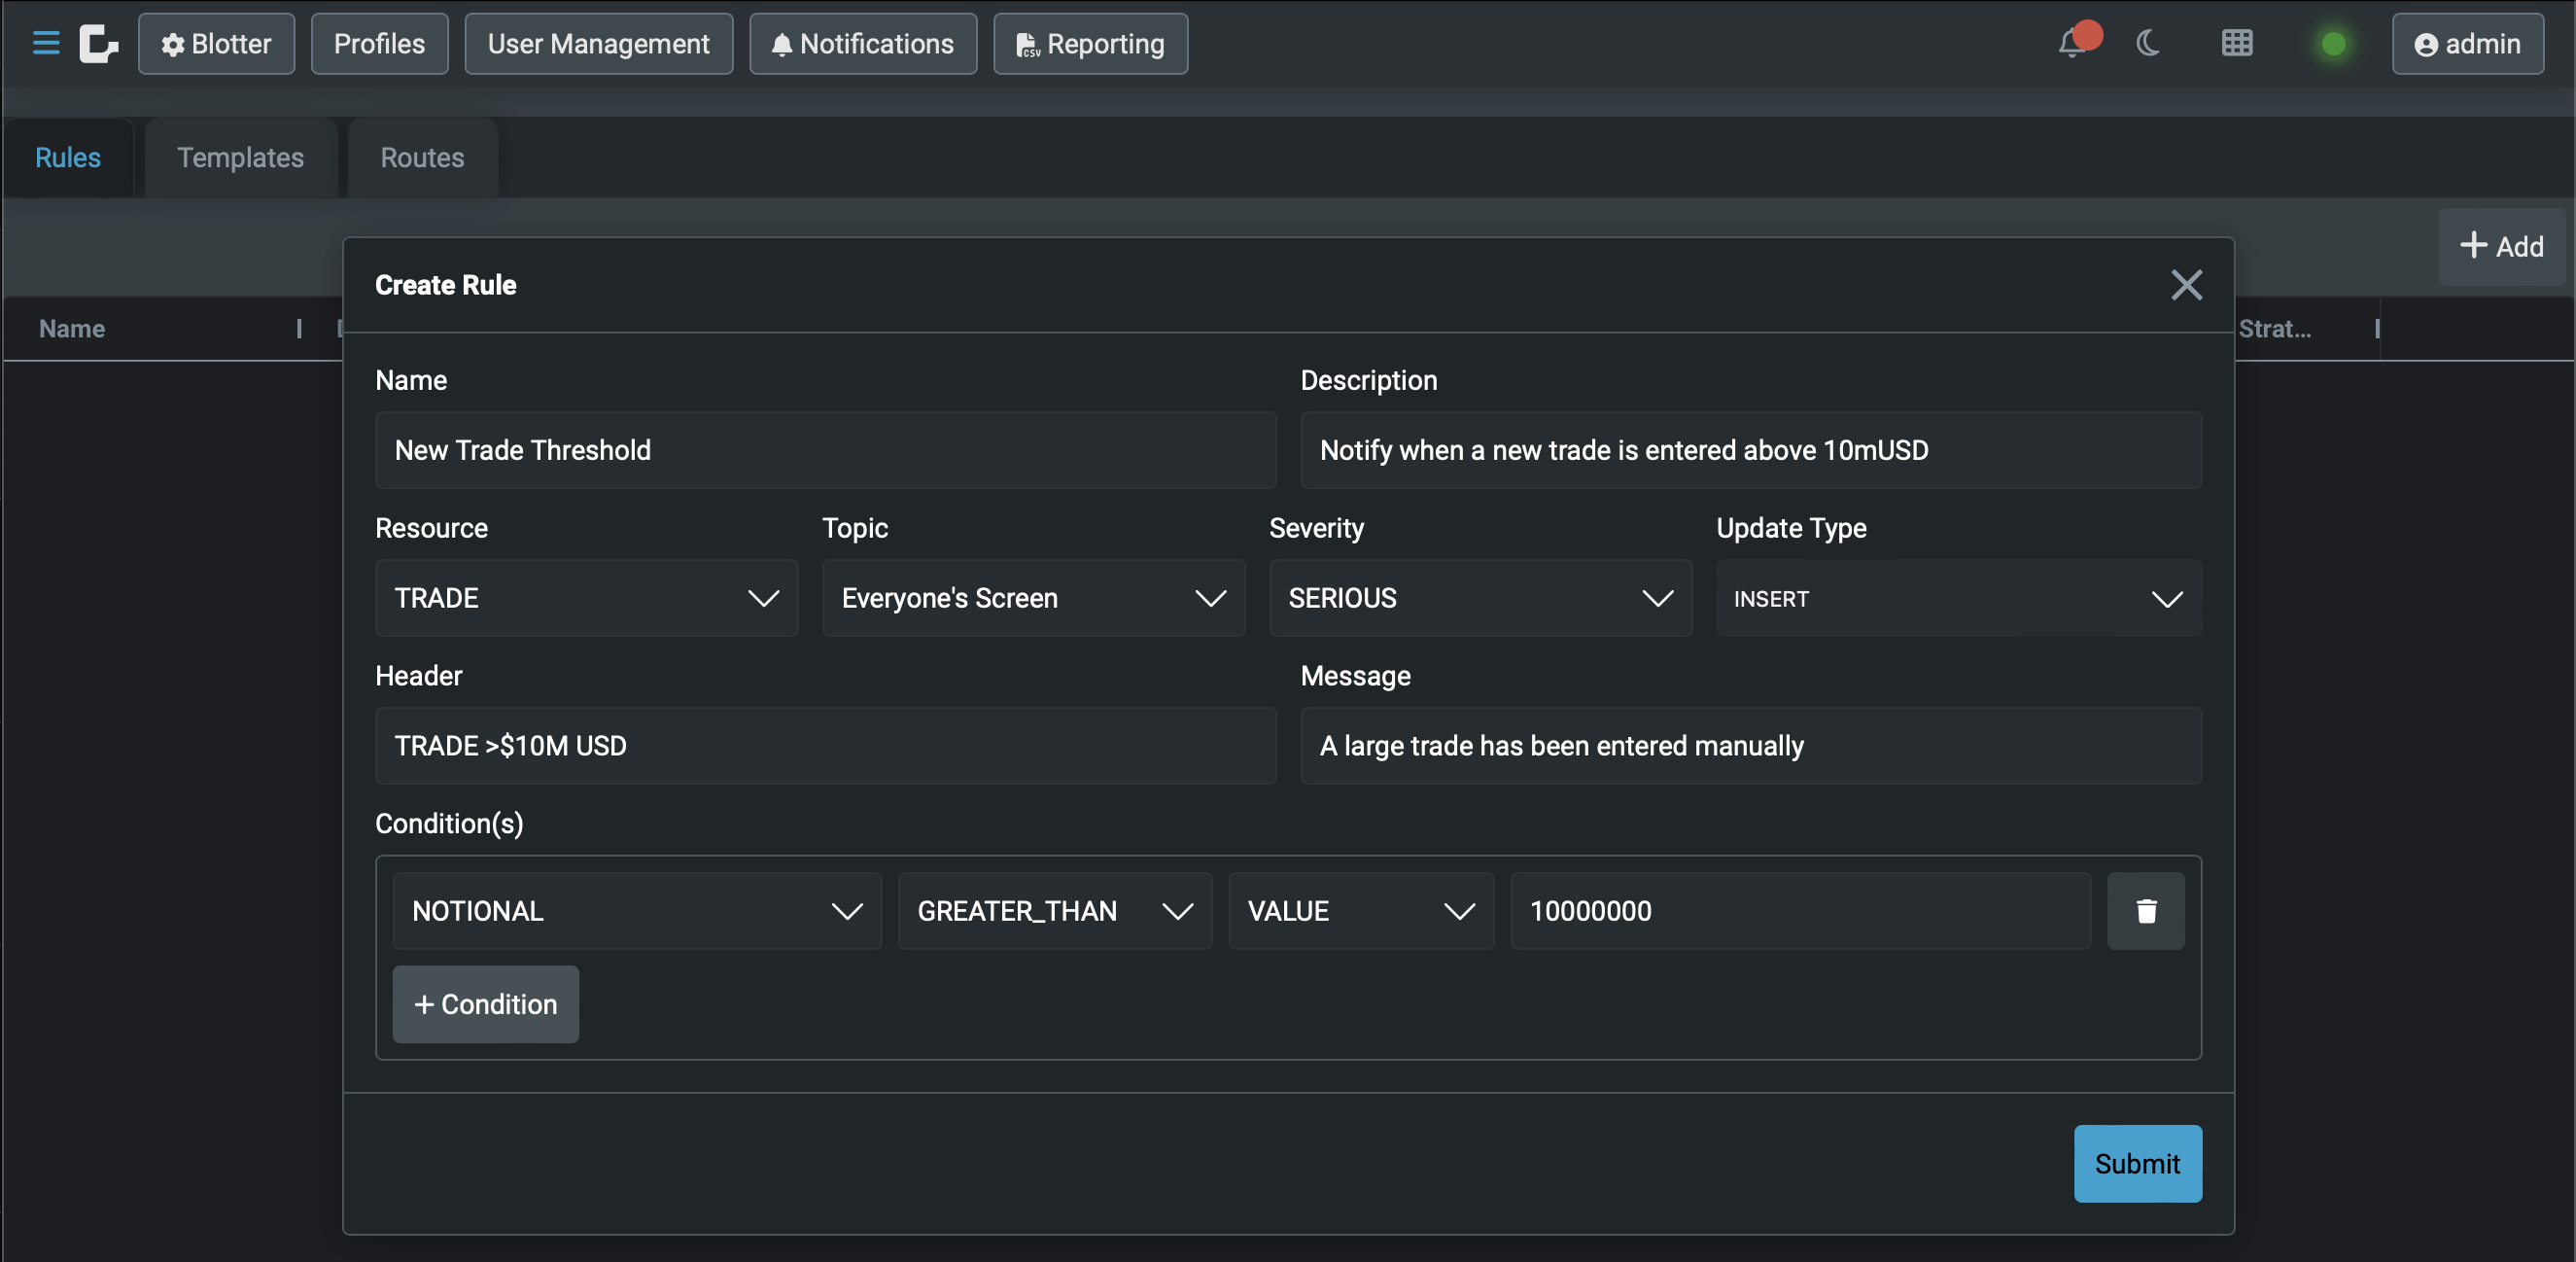 Blotter Profiles User Management Notifications CSV Reporting admin
Rules Templates Routes
+ Add
Create Rule
Name Strat...
Name Description
New Trade Threshold Notify when a new trade is entered above 10mUSD
Resource Topic Severity Update Type
TRADE Everyone's Screen SERIOUS INSERT
Header Message
TRADE >$10M USD A large trade has been entered manually
Condition(s)
NOTIONAL GREATER_THAN VALUE 10000000
+ Condition
Submit